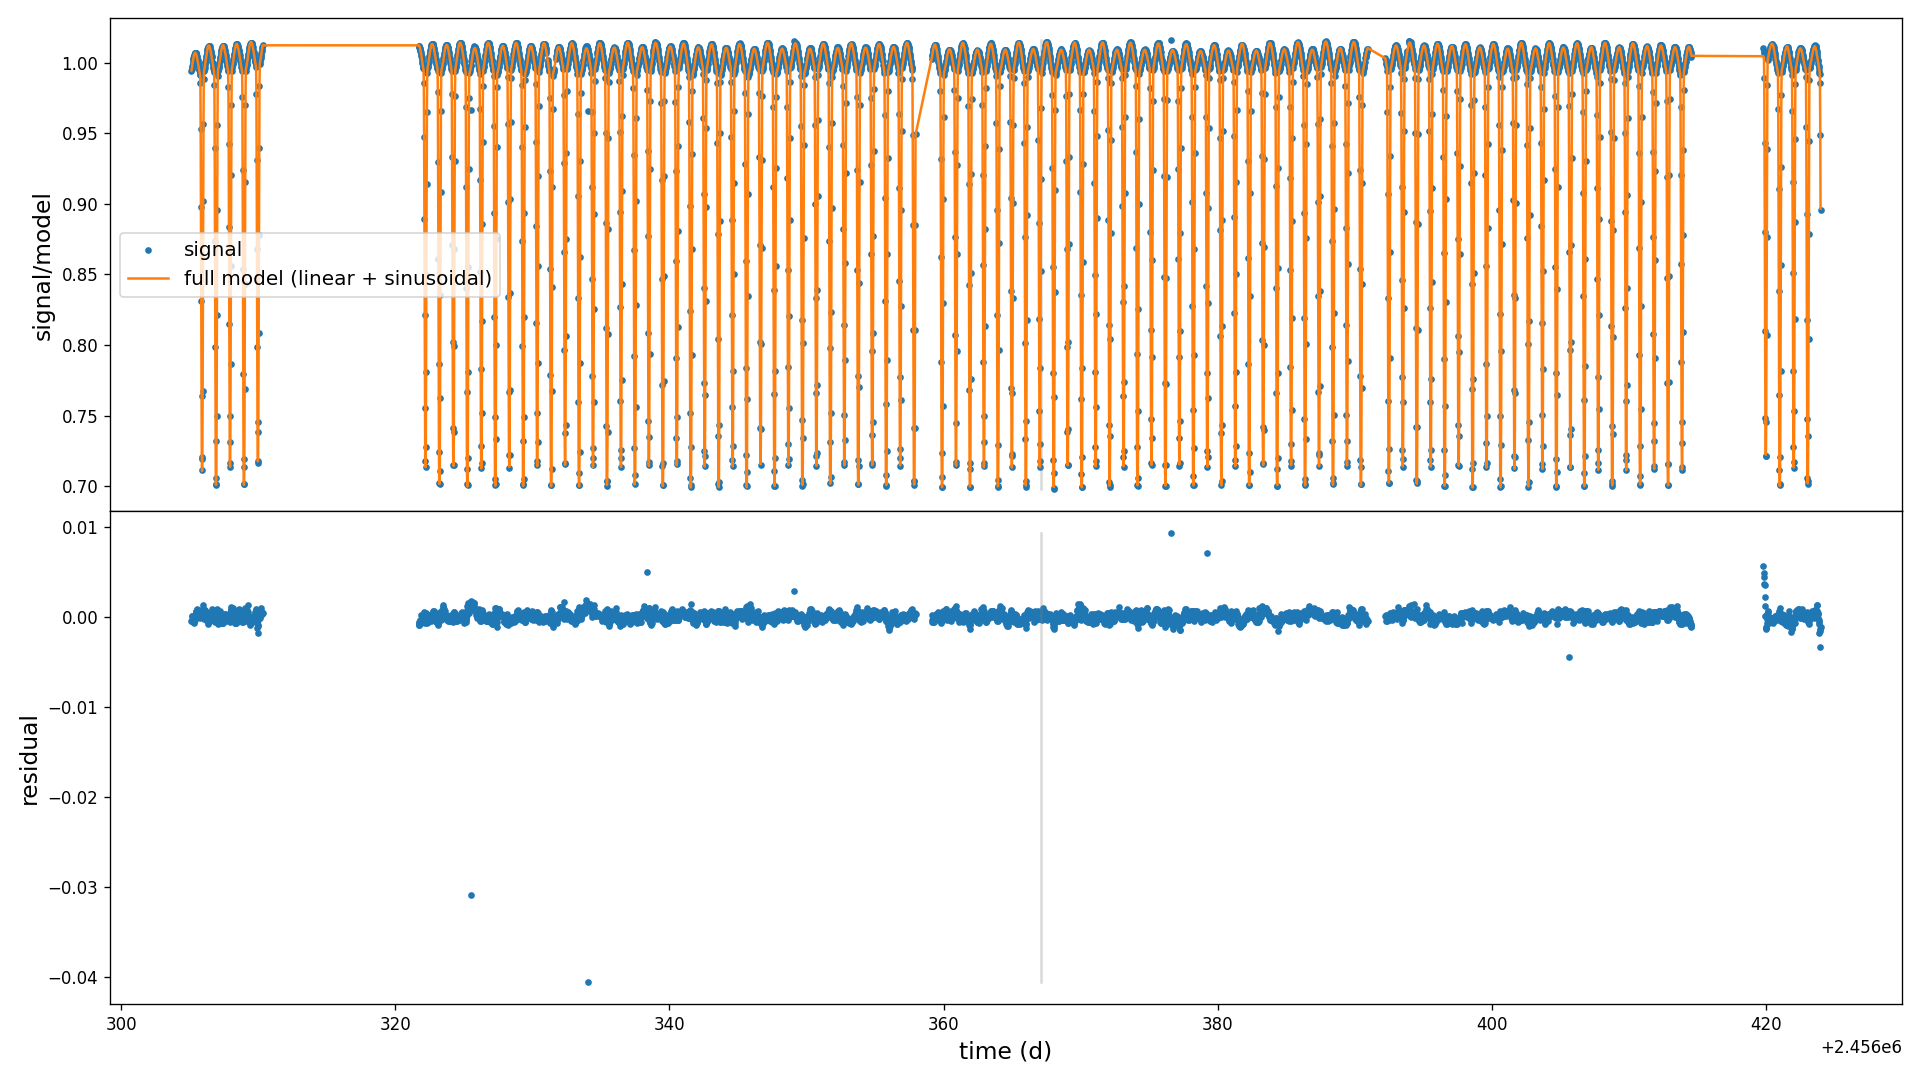 1.00
0.95
0.90
0.85
0.80
0.75
0.70
signal/model
signal
full model (linear + sinusoidal)
0.01
0.00
−0.01
−0.02
−0.03
−0.04
residual
300 320 340 360 380 400 420
time (d)
+2.456e6